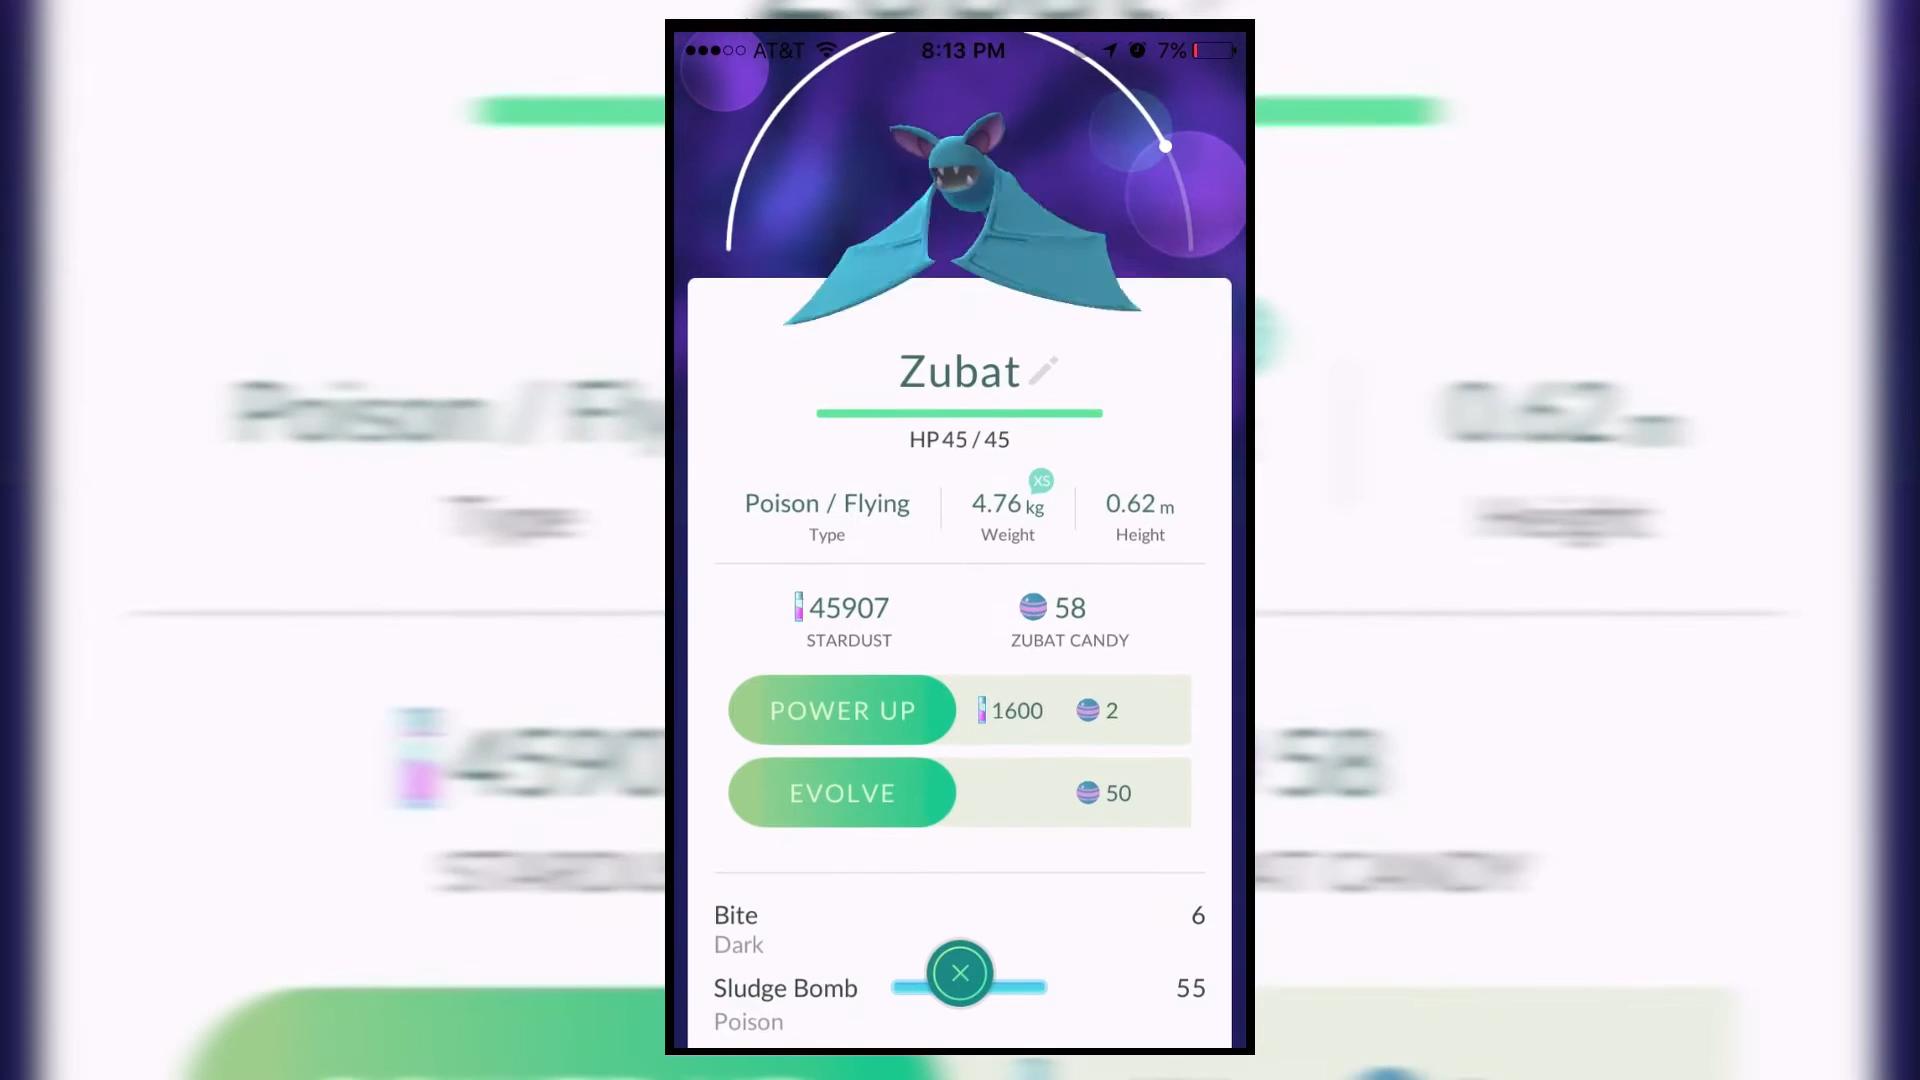 AT&T 8:13 PM 7%
Zubat
HP 45 / 45
XS
Poison / Flying 4.76 kg 0.62 m
Type Weight Height
45907 58
STARDUST ZUBAT CANDY
POWER UP 1600 2
EVOLVE 50
Bite 6
Dark
Sludge Bomb 55
Poison